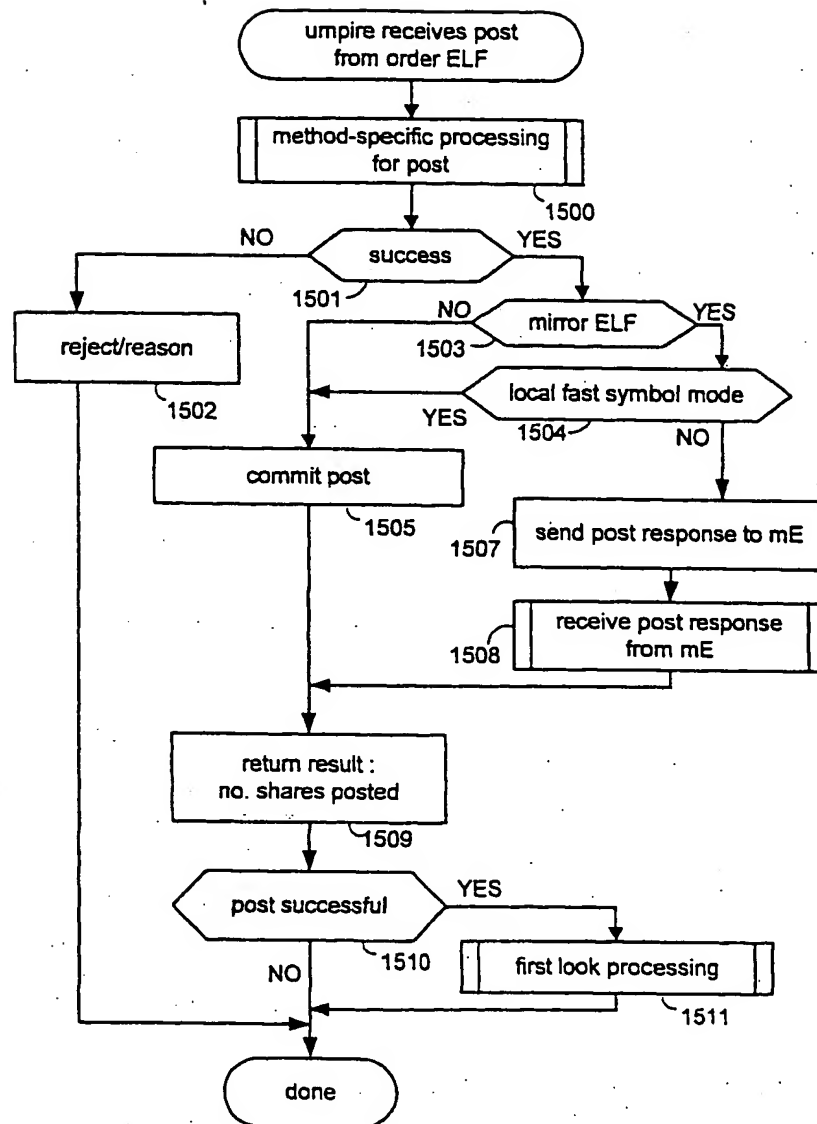 umpire receives post
from order ELF
method-specific processing
for post
1500
NO
success
YES
1501
NO
mirror ELF
YES
1503
reject/reason
1502
local fast symbol mode
YES
1504
NO
commit post
1505
1507
send post response to mE
1508
receive post response
from mE
return result :
no. shares posted
1509
post successful
YES
1510
NO
first look processing
1511
done